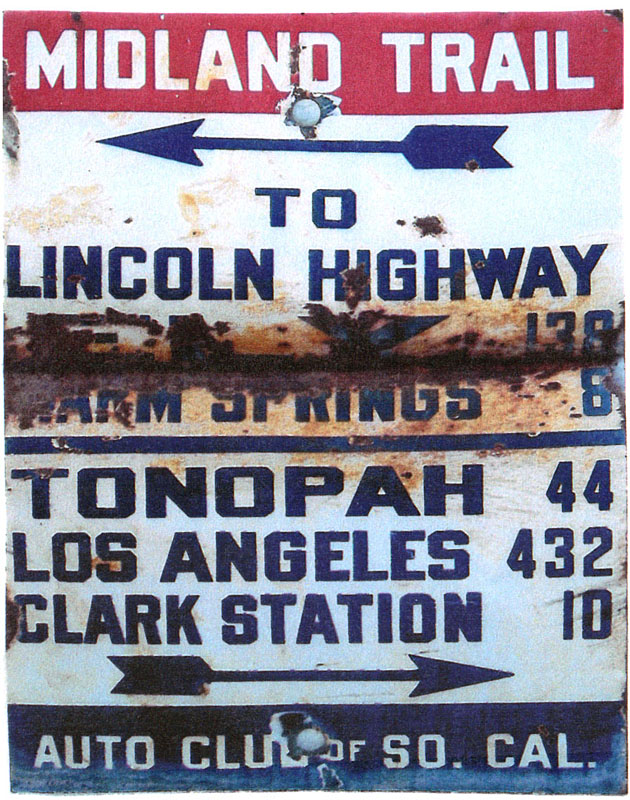 MIDLAND TRAIL
TO
LINCOLN HIGHWAY
138
WARM SPRINGS 8
TONOPAH 44
LOS ANGELES 432
CLARK STATION 10
AUTO CLUB OF SO. CAL.